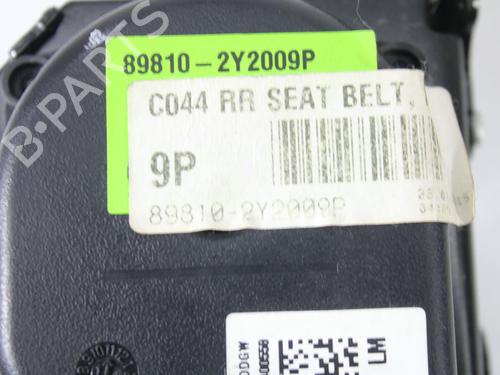 89810-2Y2009P
C044 RR SEAT BELT,
9P
89810-2Y2009P
LM
B-PARTS